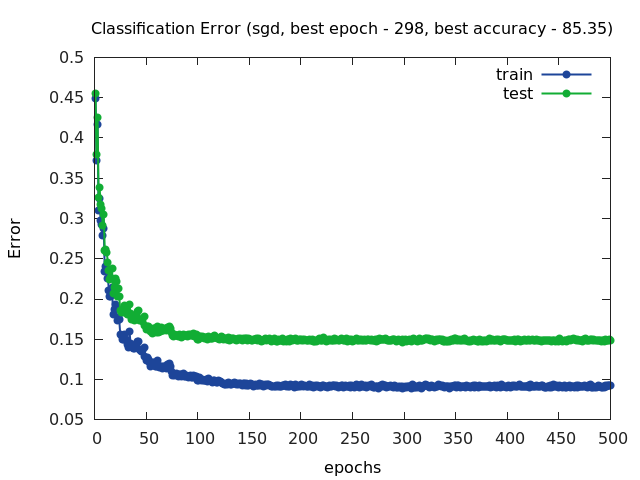 Classification Error (sgd, best epoch - 298, best accuracy - 85.35)
0.5
0.45
0.4
0.35
0.3
0.25
0.2
0.15
0.1
0.05
Error
train
test
0 50 100 150 200 250 300 350 400 450 500
epochs